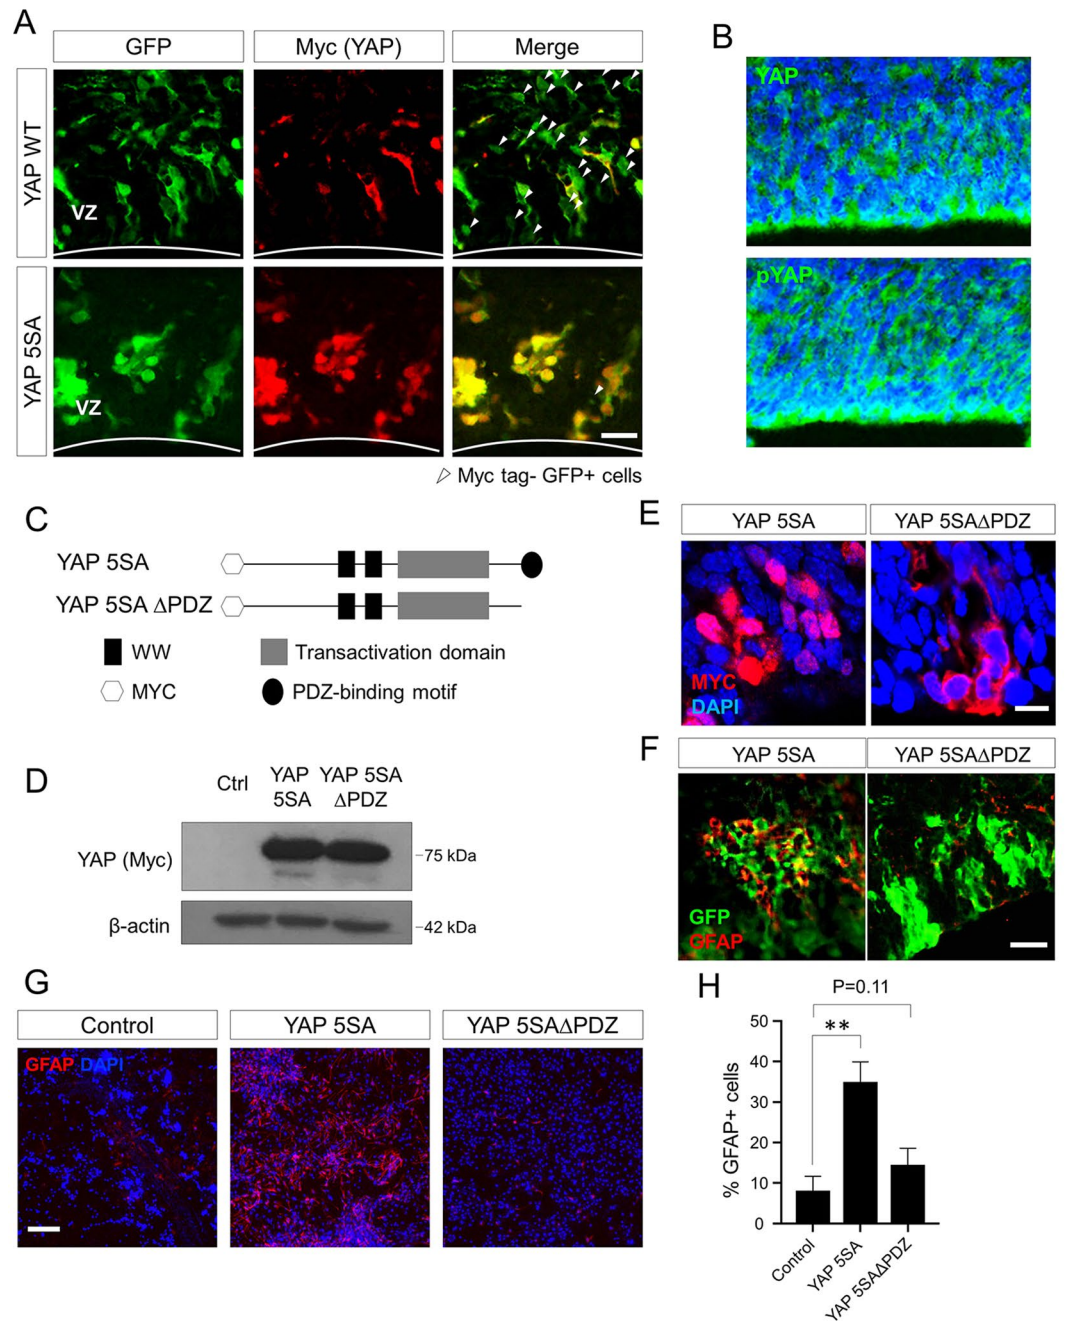 A
GFP
Myc (YAP)
Merge
YAP WT
VZ
YAP 5SA
VZ
Myc tag- GFP+ cells
B
YAP
pYAP
C
YAP 5SA
YAP 5SA ΔPDZ
WW
Transactivation domain
MYC
PDZ-binding motif
D
Ctrl
YAP
5SA
YAP 5SA
ΔPDZ
YAP (Myc)
75 kDa
β-actin
42 kDa
E
YAP 5SA
YAP 5SAΔPDZ
MYC
DAPI
F
YAP 5SA
YAP 5SAΔPDZ
GFP
GFAP
G
Control
YAP 5SA
YAP 5SAΔPDZ
GFAP DAPI
H
P=0.11
**
% GFAP+ cells
50
40
30
20
10
0
Control
YAP 5SA
YAP 5SAΔPDZ